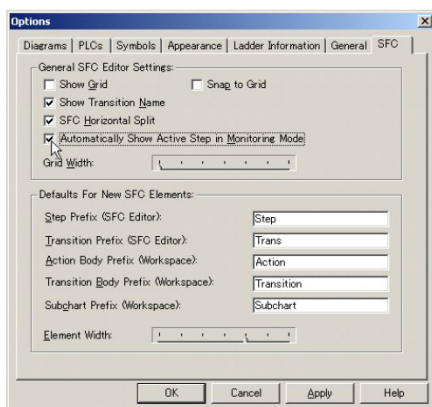 Options
Diagrams PLCs Symbols Appearance Ladder Information General SFC
General SFC Editor Settings:
Show Grid Snap to Grid
Show Transition Name
SFC Horizontal Split
Automatically Show Active Step in Monitoring Mode
Grid Width:
Defaults For New SFC Elements:
Step Prefix (SFC Editor): Step
Transition Prefix (SFC Editor): Trans
Action Body Prefix (Workspace): Action
Transition Body Prefix (Workspace): Transition
Subchart Prefix (Workspace): Subchart
Element Width:
OK Cancel Apply Help